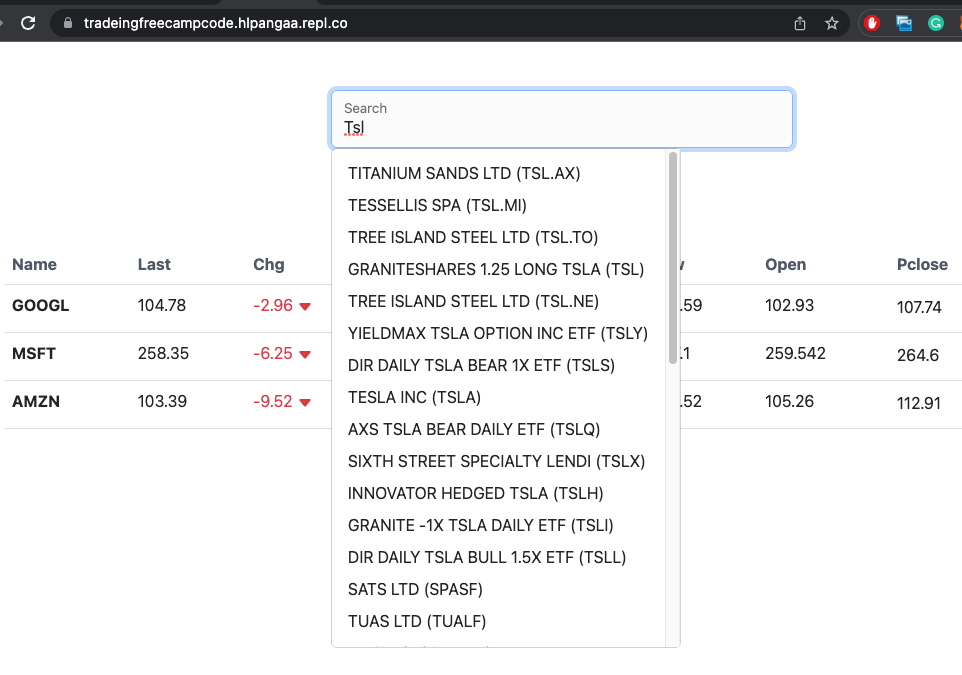 tradeingfreecampcode.hlpangaa.repl.co
Search
Tsl
TITANIUM SANDS LTD (TSL.AX)
TESSELLIS SPA (TSL.MI)
TREE ISLAND STEEL LTD (TSL.TO)
GRANITESHARES 1.25 LONG TSLA (TSL)
TREE ISLAND STEEL LTD (TSL.NE)
YIELDMAX TSLA OPTION INC ETF (TSLY)
DIR DAILY TSLA BEAR 1X ETF (TSLS)
TESLA INC (TSLA)
AXS TSLA BEAR DAILY ETF (TSLQ)
SIXTH STREET SPECIALTY LENDI (TSLX)
INNOVATOR HEDGED TSLA (TSLH)
GRANITE -1X TSLA DAILY ETF (TSLI)
DIR DAILY TSLA BULL 1.5X ETF (TSLL)
SATS LTD (SPASF)
TUAS LTD (TUALF)
Name Last Chg Open Pclose
GOOGL 104.78 -2.96 .59 102.93 107.74
MSFT 258.35 -6.25 .1 259.542 264.6
AMZN 103.39 -9.52 .52 105.26 112.91